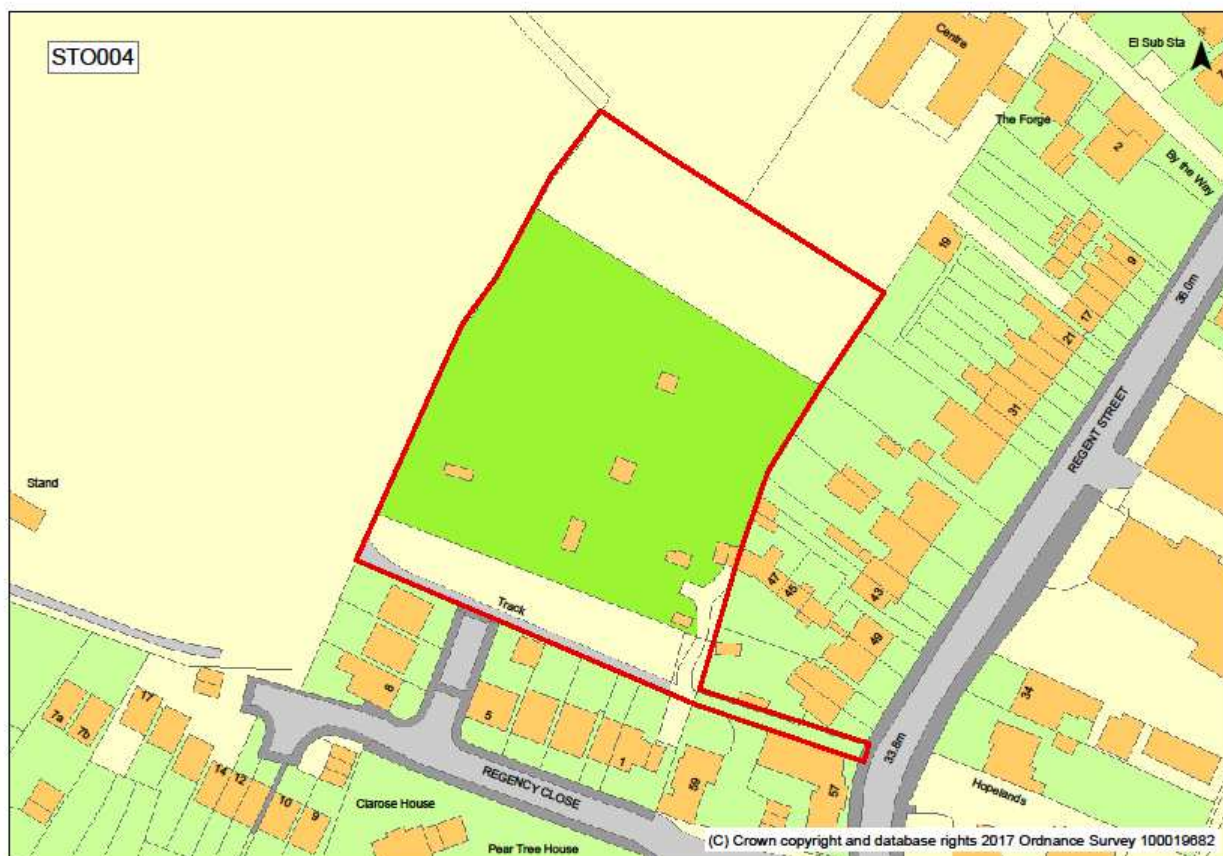 STO004
Centre
El Sub Sta
The Forge
2
By the Way
19
9
17
36.0m
21
31
REGENT STREET
Stand
47
45
43
49
Track
34
8
5
1
17
7a
7b
14
12
10
9
59
57
33.8m
REGENCY CLOSE
Hopelands
Clarose House
Pear Tree House
(C) Crown copyright and database rights 2017 Ordnance Survey 100019682